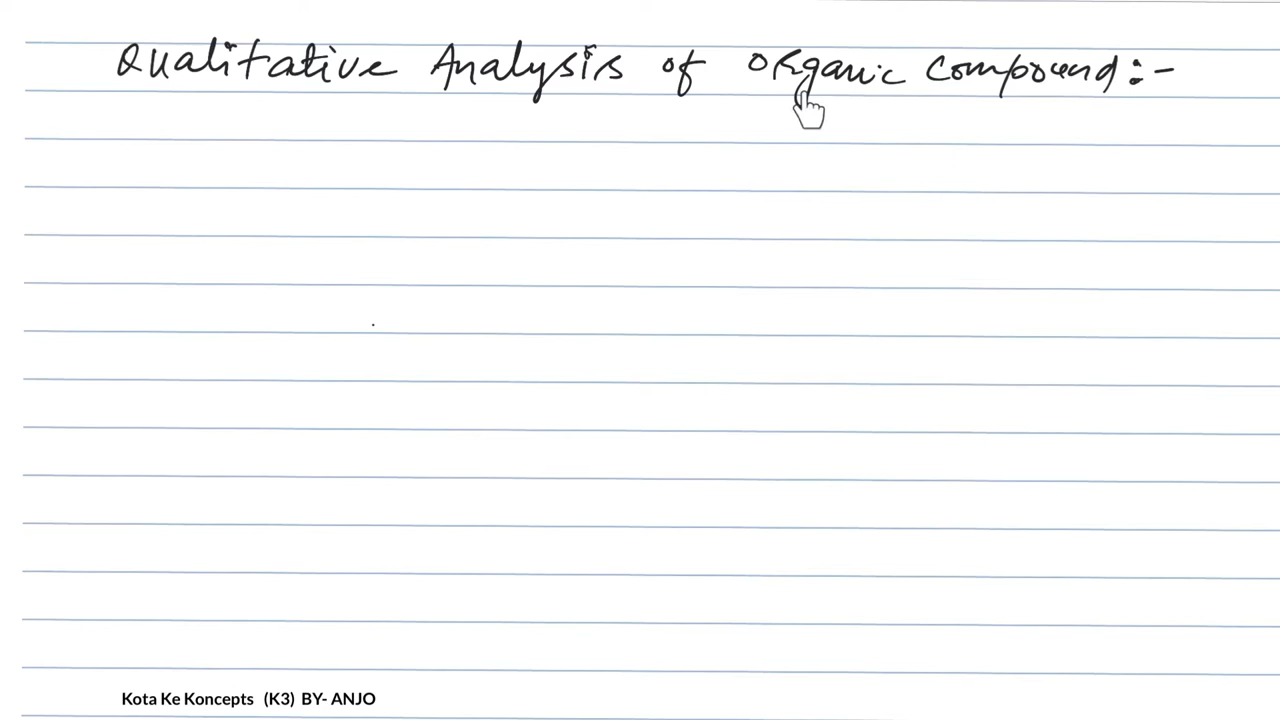 Qualitative Analysis of Organic Compound:-
Kota Ke Koncepts (K3) BY- ANJO